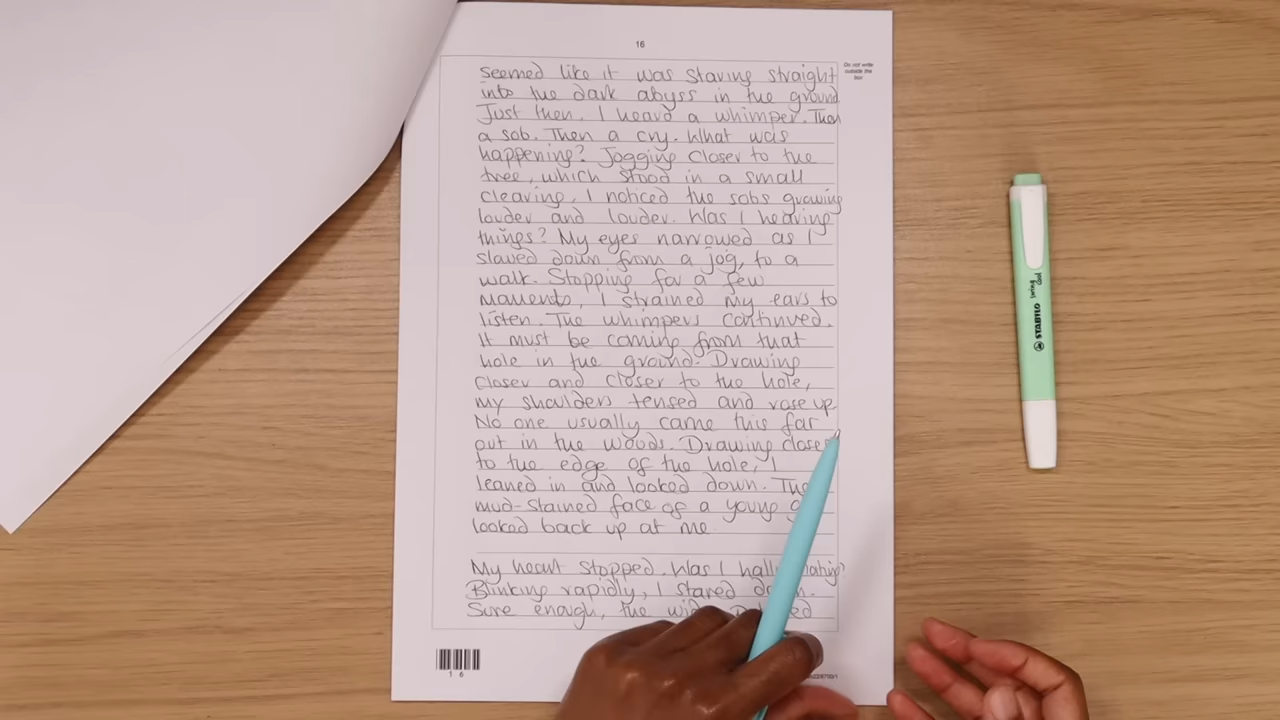 16
Do not write
outside the
box
seemed like it was staring straight
into the dark abyss in the ground
Just then, I heard a whimper. Then
a sob. Then a cry. What was
happening? Jogging closer to the
tree, which stood in a small
clearing, I noticed the sobs growing
louder and louder. Was I hearing
things? My eyes narrowed as I
slowed down from a jog, to a
walk. Stopping for a few
moments, I strained my ears to
listen. The whimpers continued.
It must be coming from that
hole in the ground. Drawing
closer and closer to the hole,
my shoulders tensed and rose up.
No one usually came this far
out in the woods. Drawing closer
to the edge of the hole, I
leaned in and looked down. The
mud-stained face of a young
looked back up at me.
My heart stopped. Was I
Blinking rapidly, I stared
Sure enough, the
1 6
STABILO swing cool